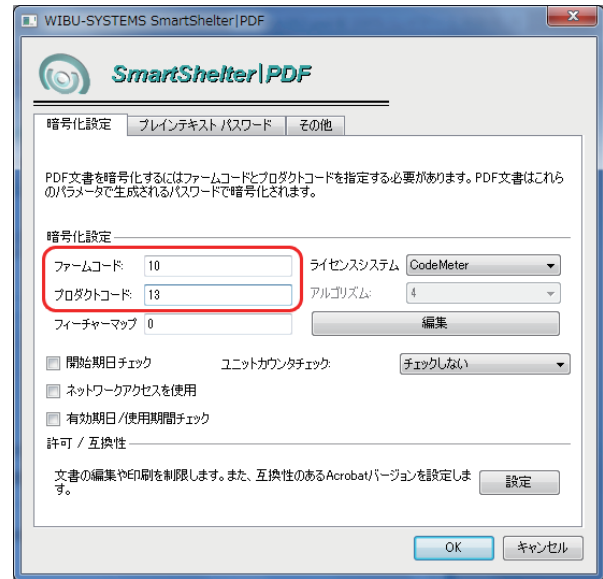 WIBU-SYSTEMS SmartShelter|PDF
SmartShelter|PDF
暗号化設定 プレインテキスト パスワード その他
PDF文書を暗号化するにはファームコードとプロダクトコードを指定する必要があります。PDF文書はこれら
のパラメータで生成されるパスワードで暗号化されます。
暗号化設定
ファームコード: 10 ライセンスシステム CodeMeter
プロダクトコード: 13 アルゴリズム: 4
フィーチャーマップ 0 編集
開始期日チェック ユニットカウンタチェック: チェックしない
ネットワークアクセスを使用
有効期日/使用期間チェック
許可 / 互換性
文書の編集や印刷を制限します。また、互換性のあるAcrobatバージョンを設定しま
す。 設定
OK キャンセル